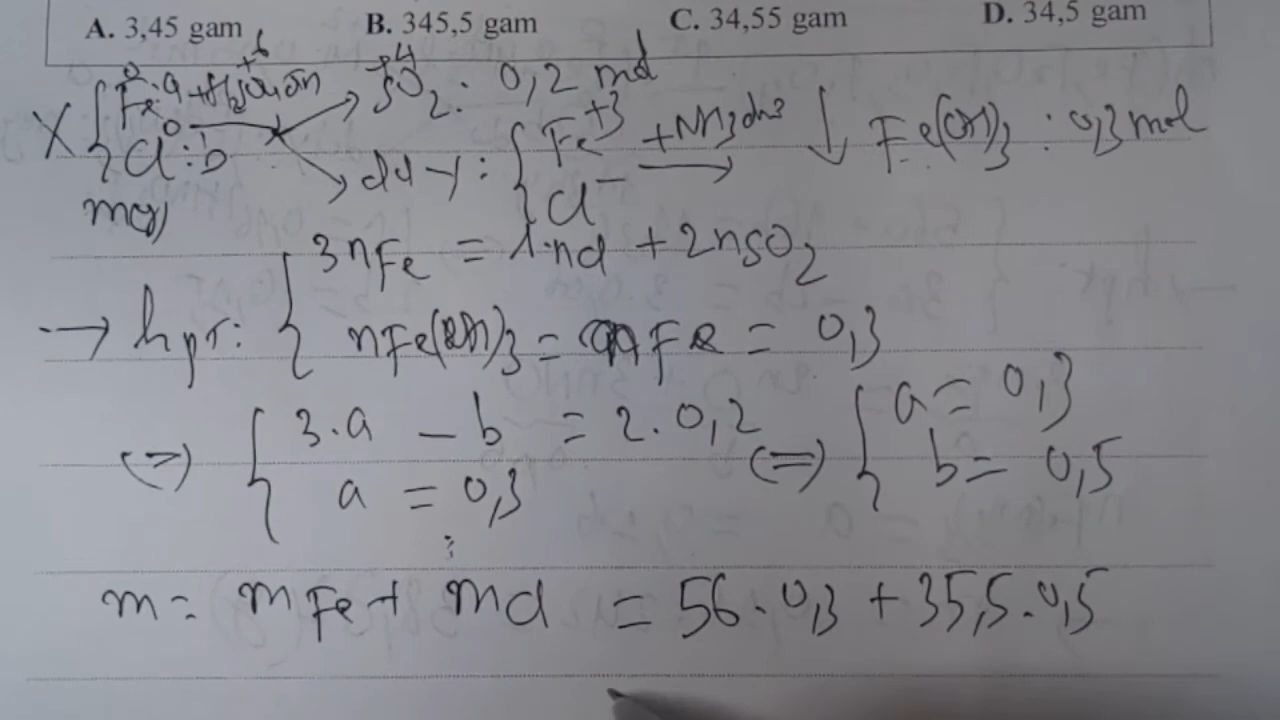 A. 3,45 gam B. 345,5 gam C. 34,55 gam D. 34,5 gam
+6 +4
X { Fe: a + H₂SO₄ SO₂: 0,2 mol
Cl: b → dd Y: { Fe⁺³ + NH₃ dư ↓ Fe(OH)₃: 0,3 mol
m(g) Cl⁻
→ hpt: { 3nFe = 1.nCl + 2nSO₂
nFe(OH)₃ = nFe = 0,3
(=) { 3.a - b = 2.0,2 (=) { a = 0,3
a = 0,3 b = 0,5
m = mFe + mCl = 56.0,3 + 35,5.0,5